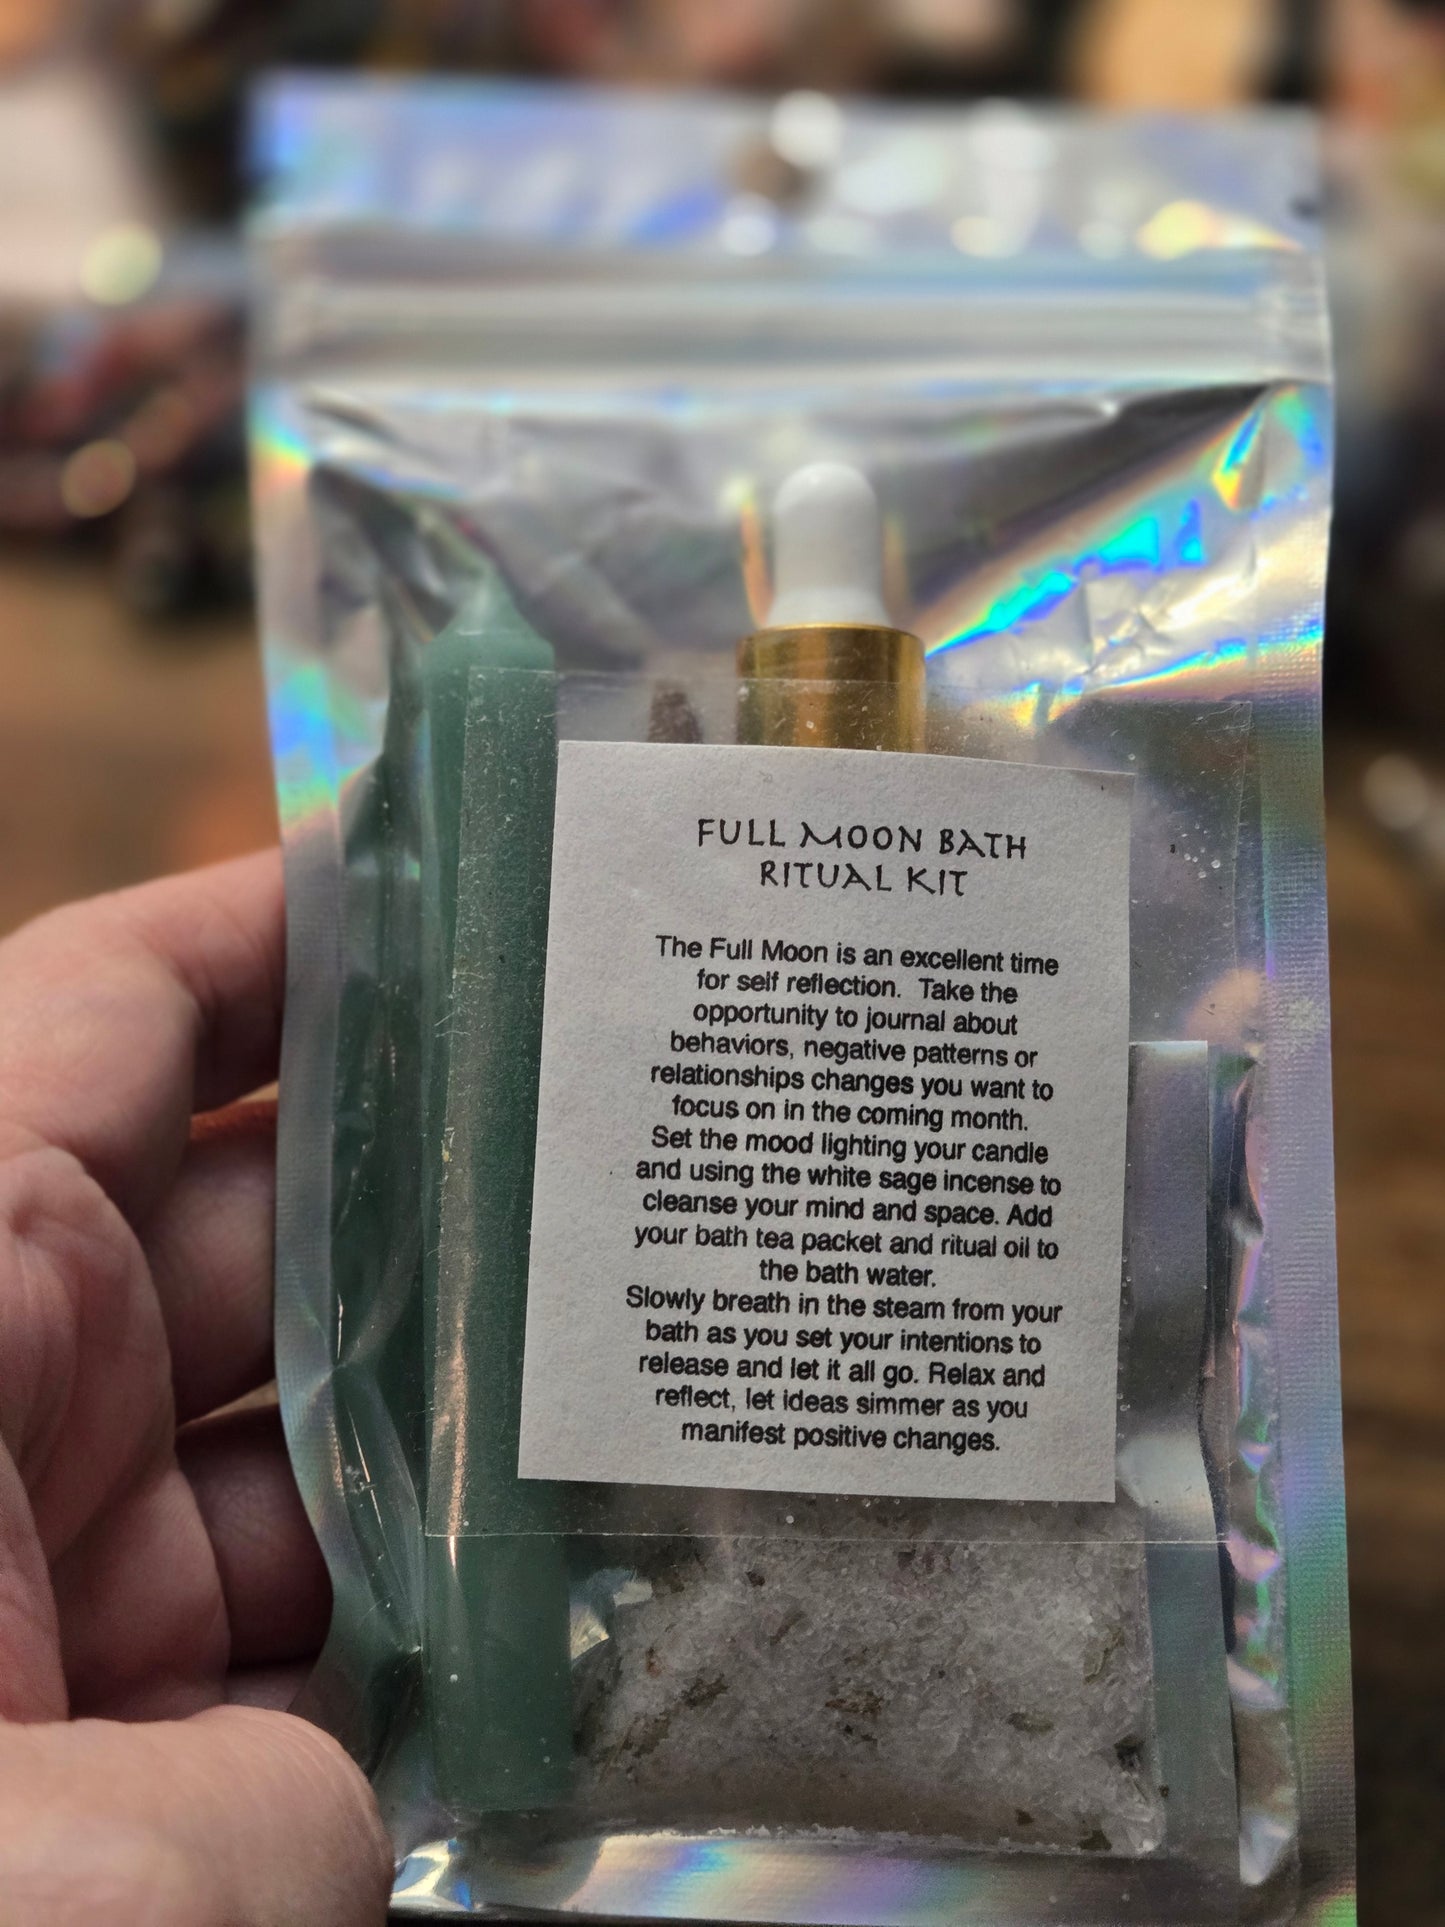 FULL MOON BATH
RITUAL KIT
The Full Moon is an excellent time
for self reflection.  Take the
opportunity to journal about
behaviors, negative patterns or
relationships changes you want to
focus on in the coming month.
Set the mood lighting your candle
and using the white sage incense to
cleanse your mind and space. Add
your bath tea packet and ritual oil to
the bath water.
Slowly breath in the steam from your
bath as you set your intentions to
release and let it all go. Relax and
reflect, let ideas simmer as you
manifest positive changes.